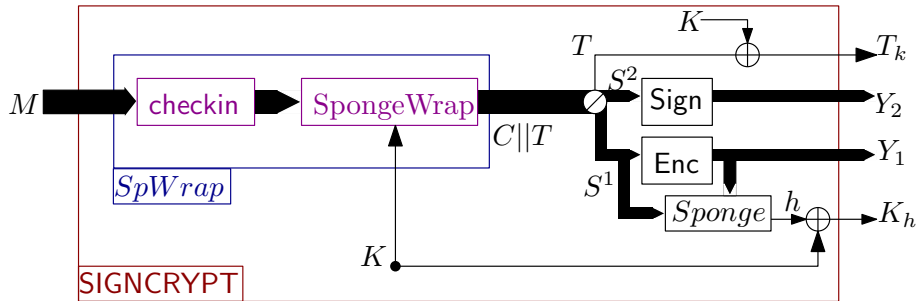 K
T
T_k
S^2
M
checkin
SpongeWrap
Sign
Y_2
C||T
Enc
Y_1
S^1
SpWrap
Sponge
h
K_h
K
SIGNCRYPT